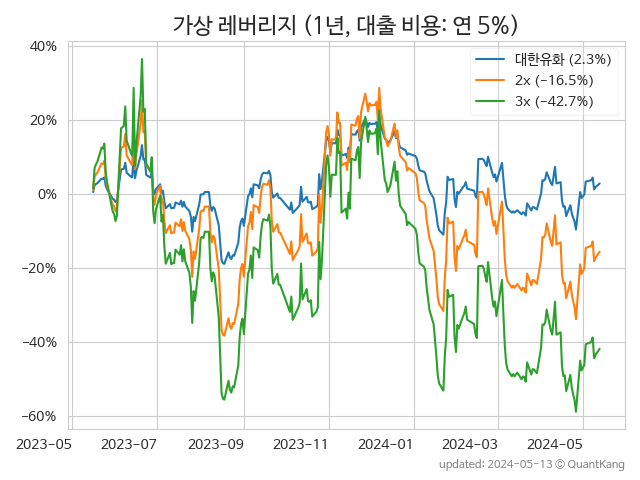 가상 레버리지 (1년, 대출 비용: 연 5%)
40%
20%
0%
−20%
−40%
−60%
대한유화 (2.3%)
2x (−16.5%)
3x (−42.7%)
2023-05 2023-07 2023-09 2023-11 2024-01 2024-03 2024-05
updated: 2024-05-13 © QuantKang